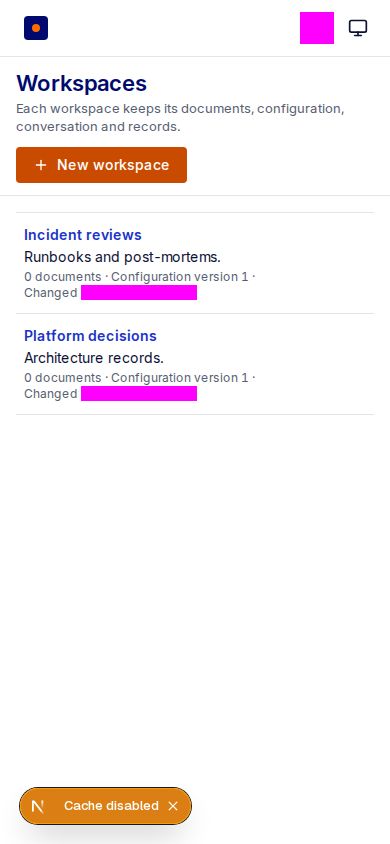 Workspaces
Each workspace keeps its documents, configuration,
conversation and records.
New workspace
Incident reviews
Runbooks and post-mortems.
0 documents · Configuration version 1 ·
Changed
Platform decisions
Architecture records.
0 documents · Configuration version 1 ·
Changed
Cache disabled